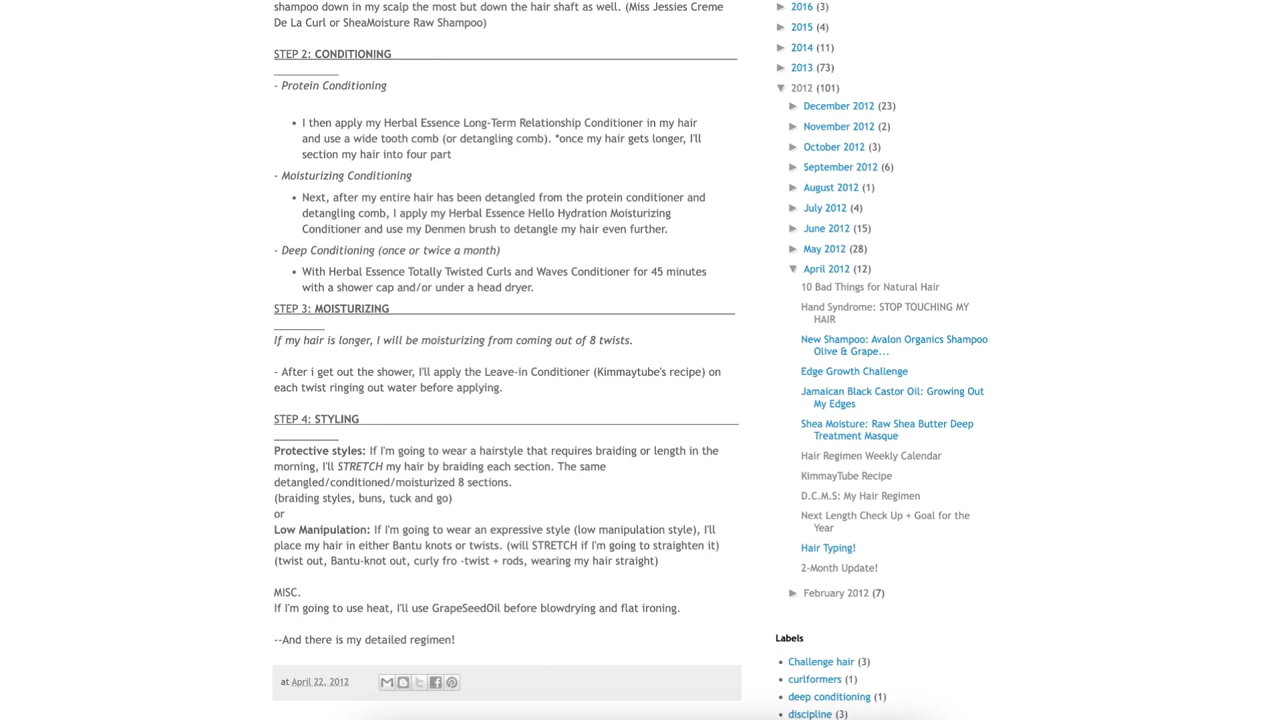 shampoo down in my scalp the most but down the hair shaft as well. (Miss Jessies Creme
De La Curl or SheaMoisture Raw Shampoo)
STEP 2: CONDITIONING
- Protein Conditioning
• I then apply my Herbal Essence Long-Term Relationship Conditioner in my hair
and use a wide tooth comb (or detangling comb). *once my hair gets longer, I'll
section my hair into four part
- Moisturizing Conditioning
• Next, after my entire hair has been detangled from the protein conditioner and
detangling comb, I apply my Herbal Essence Hello Hydration Moisturizing
Conditioner and use my Denmen brush to detangle my hair even further.
- Deep Conditioning (once or twice a month)
• With Herbal Essence Totally Twisted Curls and Waves Conditioner for 45 minutes
with a shower cap and/or under a head dryer.
STEP 3: MOISTURIZING
If my hair is longer, I will be moisturizing from coming out of 8 twists.
- After i get out the shower, I'll apply the Leave-in Conditioner (Kimmaytube's recipe) on
each twist ringing out water before applying.
STEP 4: STYLING
Protective styles: If I'm going to wear a hairstyle that requires braiding or length in the
morning, I'll STRETCH my hair by braiding each section. The same
detangled/conditioned/moisturized 8 sections.
(braiding styles, buns, tuck and go)
or
Low Manipulation: If I'm going to wear an expressive style (low manipulation style), I'll
place my hair in either Bantu knots or twists. (will STRETCH if I'm going to straighten it)
(twist out, Bantu-knot out, curly fro -twist + rods, wearing my hair straight)
MISC.
If I'm going to use heat, I'll use GrapeSeedOil before blowdrying and flat ironing.
--And there is my detailed regimen!
at April 22, 2012
► 2016 (3)
► 2015 (4)
► 2014 (11)
► 2013 (73)
▼ 2012 (101)
► December 2012 (23)
► November 2012 (2)
► October 2012 (3)
► September 2012 (6)
► August 2012 (1)
► July 2012 (4)
► June 2012 (15)
► May 2012 (28)
▼ April 2012 (12)
10 Bad Things for Natural Hair
Hand Syndrome: STOP TOUCHING MY
HAIR
New Shampoo: Avalon Organics Shampoo
Olive & Grape...
Edge Growth Challenge
Jamaican Black Castor Oil: Growing Out
My Edges
Shea Moisture: Raw Shea Butter Deep
Treatment Masque
Hair Regimen Weekly Calendar
KimmayTube Recipe
D.C.M.S: My Hair Regimen
Next Length Check Up + Goal for the
Year
Hair Typing!
2-Month Update!
► February 2012 (7)
Labels
• Challenge hair (3)
• curlformers (1)
• deep conditioning (1)
• discipline (3)